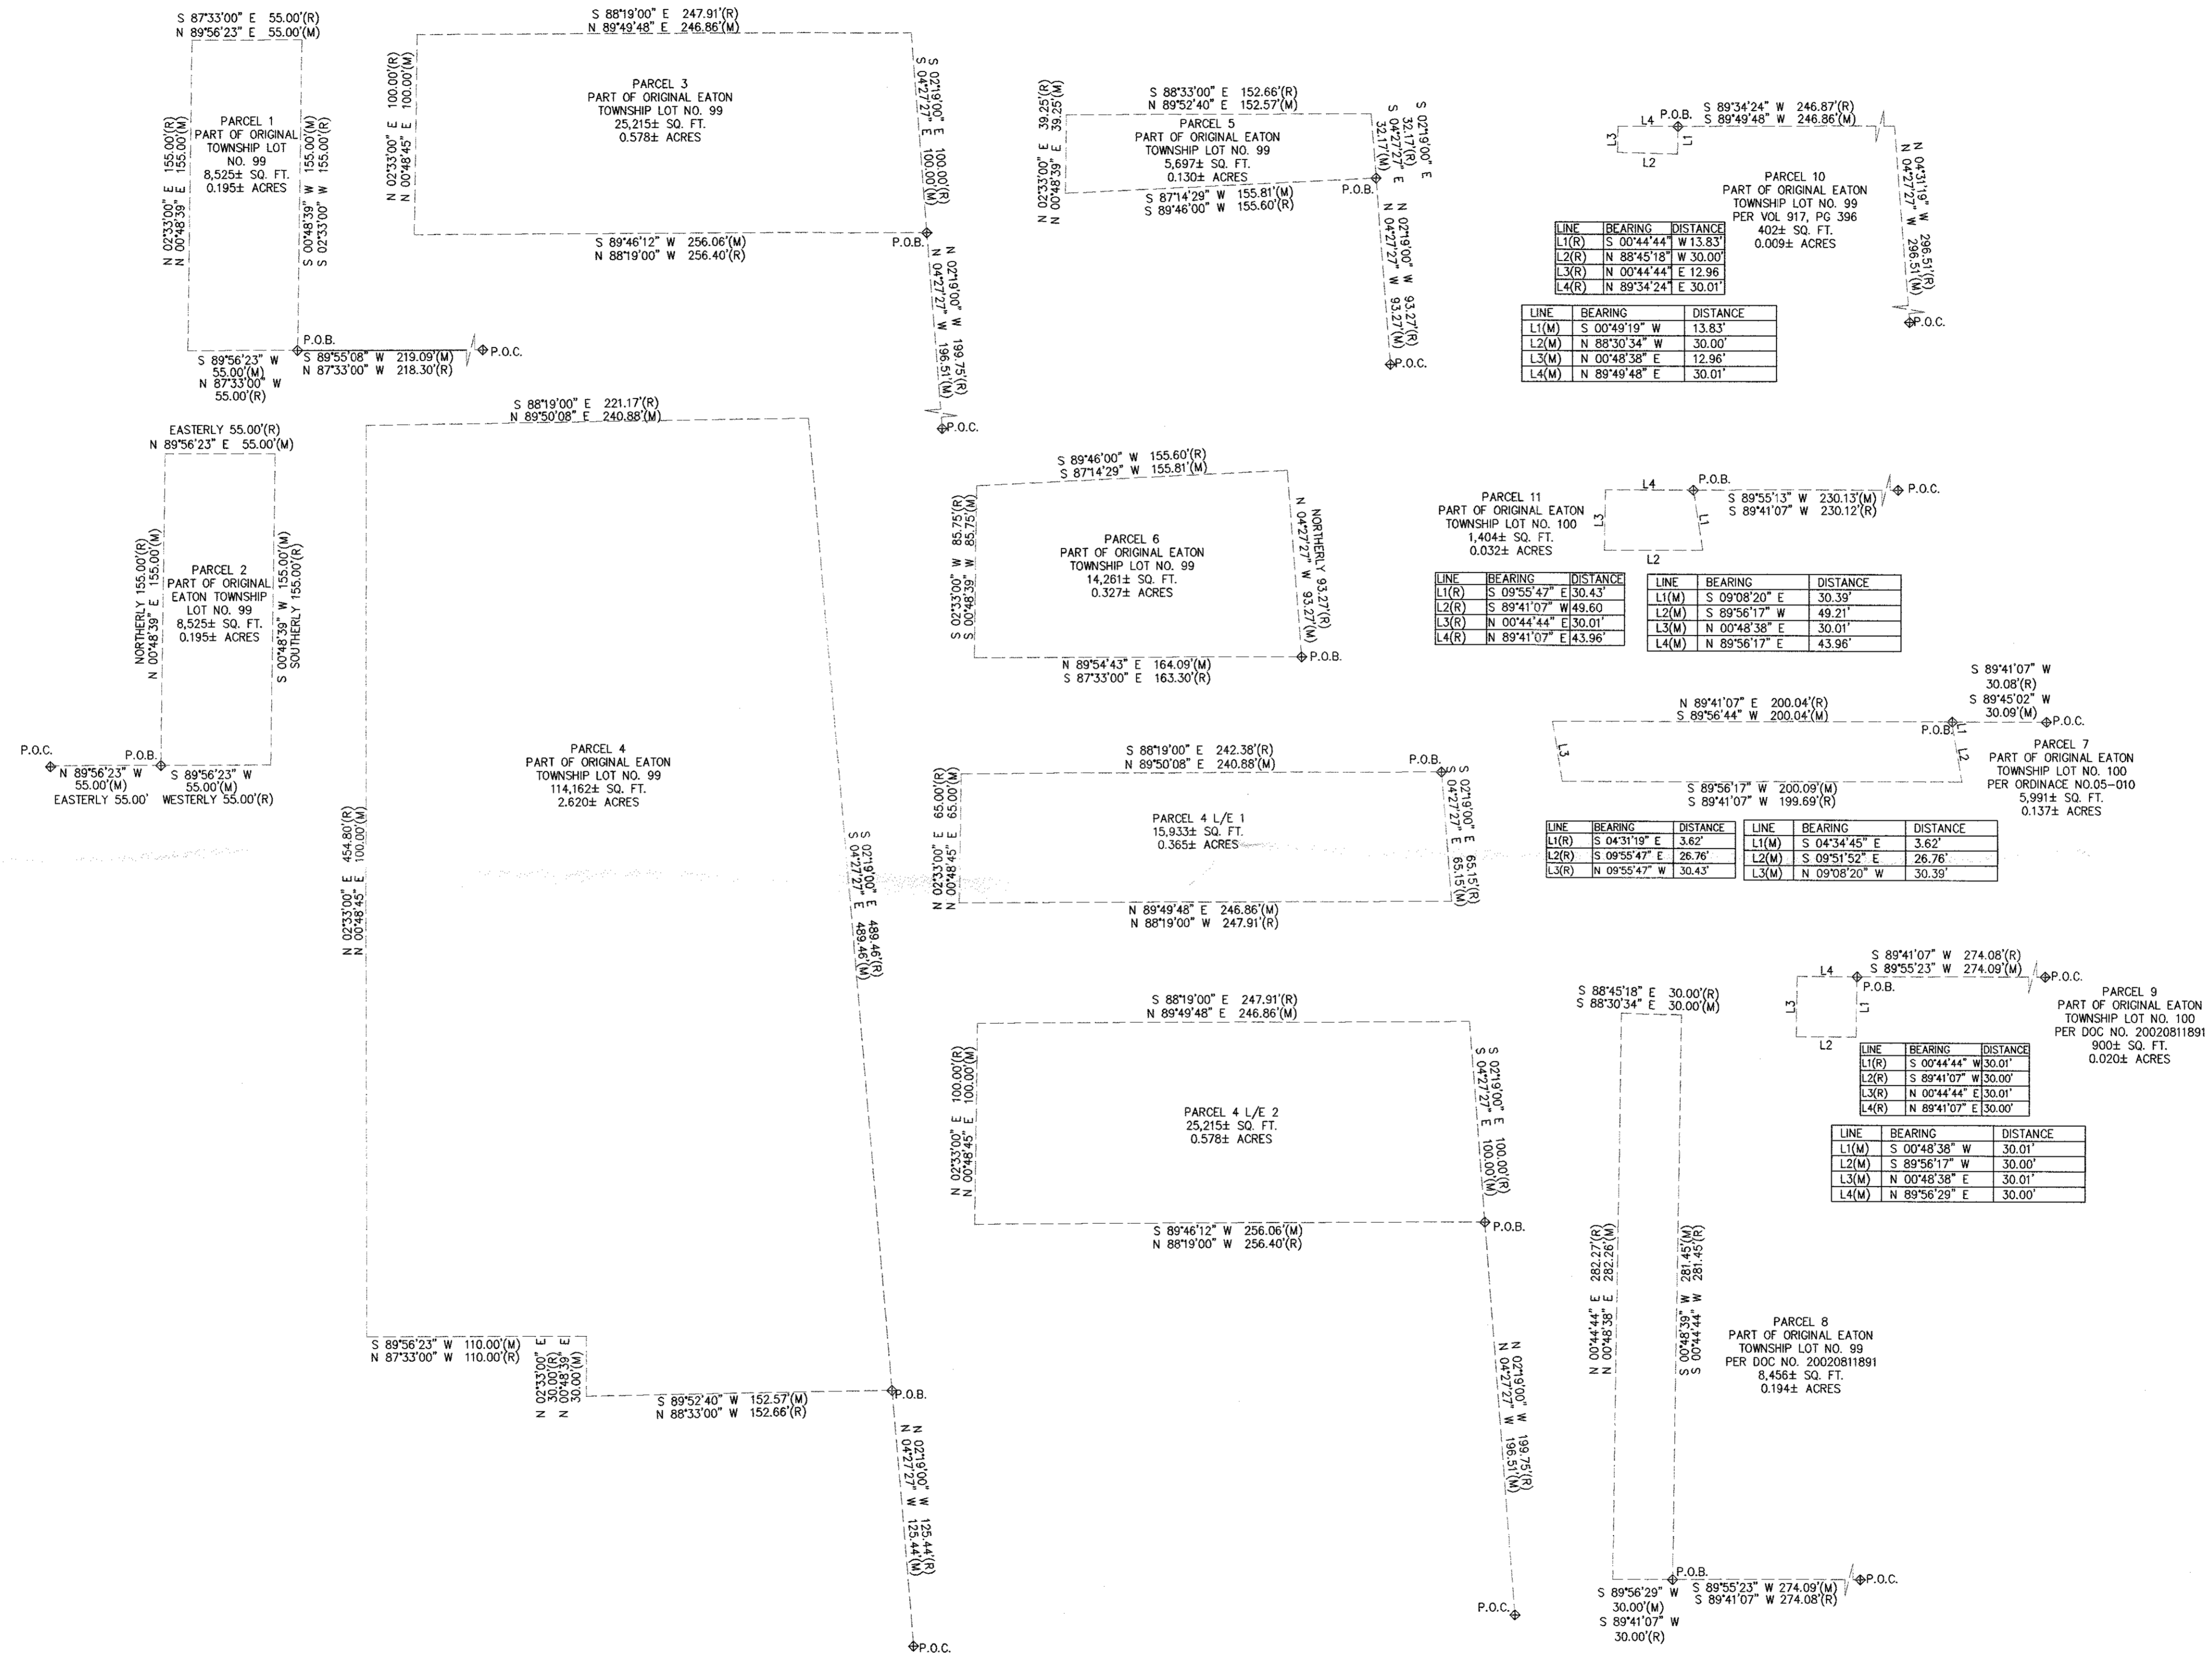 S 87°33'00" E 55.00'(R)
N 89°56'23" E 55.00'(M)
N 02°33'00" E 155.00'(R)
N 00°48'39" E 155.00'(M)
PARCEL 1
PART OF ORIGINAL
TOWNSHIP LOT
NO. 99
8,525± SQ. FT.
0.195± ACRES
S 00°48'39" W 155.00'(M)
S 02°33'00" W 155.00'(R)
P.O.B.
S 89°56'23" W
55.00'(M)
N 87°33'00" W
55.00'(R)
S 89°55'08" W 219.09'(M)
N 87°33'00" W 218.30'(R)
P.O.C.
S 88°19'00" E 247.91'(R)
N 89°49'48" E 246.86'(M)
N 02°33'00" E 100.00'(R)
N 00°48'45" E 100.00'(M)
PARCEL 3
PART OF ORIGINAL EATON
TOWNSHIP LOT NO. 99
25,215± SQ. FT.
0.578± ACRES
S 02°19'00" E 100.00'(R)
S 04°27'27" E 100.00'(M)
S 89°46'12" W 256.06'(M)
N 88°19'00" W 256.40'(R)
P.O.B.
N 02°19'00" W 199.75'(R)
N 04°27'27" W 196.51'(M)
P.O.C.
S 88°33'00" E 152.66'(R)
N 89°52'40" E 152.57'(M)
N 02°33'00" E 39.25'(R)
N 00°48'39" E 39.25'(M)
PARCEL 5
PART OF ORIGINAL EATON
TOWNSHIP LOT NO. 99
5,697± SQ. FT.
0.130± ACRES
S 02°19'00" E
32.17'(R)
S 04°27'27" E
32.17'(M)
S 87°14'29" W 155.81'(M)
S 89°46'00" W 155.60'(R)
P.O.B.
N 02°19'00" W 93.27'(R)
N 04°27'27" W 93.27'(M)
P.O.C.
S 89°34'24" W 246.87'(R)
S 89°49'48" W 246.86'(M)
L4
P.O.B.
L3
L1
L2
PARCEL 10
PART OF ORIGINAL EATON
TOWNSHIP LOT NO. 99
PER VOL 917, PG 396
402± SQ. FT.
0.009± ACRES
N 04°31'19" W 296.51'(R)
N 04°27'27" W 296.51'(M)
P.O.C.
LINE BEARING DISTANCE
L1(R) S 00°44'44" W 13.83'
L2(R) N 88°45'18" W 30.00'
L3(R) N 00°44'44" E 12.96
L4(R) N 89°34'24" E 30.01'
LINE BEARING DISTANCE
L1(M) S 00°49'19" W 13.83'
L2(M) N 88°30'34" W 30.00'
L3(M) N 00°48'38" E 12.96'
L4(M) N 89°49'48" E 30.01'
EASTERLY 55.00'(R)
N 89°56'23" E 55.00'(M)
NORTHERLY 155.00'(R)
N 00°48'39" E 155.00'(M)
PARCEL 2
PART OF ORIGINAL
EATON TOWNSHIP
LOT NO. 99
8,525± SQ. FT.
0.195± ACRES
S 00°48'39" W 155.00'(M)
SOUTHERLY 155.00'(R)
P.O.C.
P.O.B.
N 89°56'23" W
55.00'(M)
EASTERLY 55.00'
S 89°56'23" W
55.00'(M)
WESTERLY 55.00'(R)
S 88°19'00" E 221.17'(R)
N 89°50'08" E 240.88'(M)
N 02°33'00" E 454.80'(R)
N 00°48'45" E 100.00'(M)
PARCEL 4
PART OF ORIGINAL EATON
TOWNSHIP LOT NO. 99
114,162± SQ. FT.
2.620± ACRES
S 02°19'00" E 489.46'(R)
S 04°27'27" E 489.46'(M)
S 89°56'23" W 110.00'(M)
N 87°33'00" W 110.00'(R)
N 02°33'00" E
30.00'(R)
N 00°48'39" E
30.00'(M)
S 89°52'40" W 152.57'(M)
N 88°33'00" W 152.66'(R)
P.O.B.
N 02°19'00" W 125.44'(R)
N 04°27'27" W 125.44'(M)
P.O.C.
S 89°46'00" W 155.60'(R)
S 87°14'29" W 155.81'(M)
S 02°33'00" W 85.75'(R)
S 00°48'39" W 85.75'(M)
PARCEL 6
PART OF ORIGINAL EATON
TOWNSHIP LOT NO. 99
14,261± SQ. FT.
0.327± ACRES
NORTHERLY 93.27'(R)
N 04°27'27" W 93.27'(M)
N 89°54'43" E 164.09'(M)
S 87°33'00" E 163.30'(R)
P.O.B.
PARCEL 11
PART OF ORIGINAL EATON
TOWNSHIP LOT NO. 100
1,404± SQ. FT.
0.032± ACRES
L4
P.O.B.
L3
L1
L2
S 89°55'13" W 230.13'(M)
S 89°41'07" W 230.12'(R)
P.O.C.
LINE BEARING DISTANCE
L1(R) S 09°55'47" E 30.43'
L2(R) S 89°41'07" W 49.60
L3(R) N 00°44'44" E 30.01'
L4(R) N 89°41'07" E 43.96'
LINE BEARING DISTANCE
L1(M) S 09°08'20" E 30.39'
L2(M) S 89°56'17" W 49.21'
L3(M) N 00°48'38" E 30.01'
L4(M) N 89°56'17" E 43.96'
S 89°41'07" W
30.08'(R)
S 89°45'02" W
30.09'(M)
P.O.C.
N 89°41'07" E 200.04'(R)
S 89°56'44" W 200.04'(M)
P.O.B.
L1
L2
L3
S 89°56'17" W 200.09'(M)
S 89°41'07" W 199.69'(R)
PARCEL 7
PART OF ORIGINAL EATON
TOWNSHIP LOT NO. 100
PER ORDINACE NO.05-010
5,991± SQ. FT.
0.137± ACRES
LINE BEARING DISTANCE
L1(R) S 04°31'19" E 3.62'
L2(R) S 09°55'47" E 26.76'
L3(R) N 09°55'47" W 30.43'
LINE BEARING DISTANCE
L1(M) S 04°34'45" E 3.62'
L2(M) S 09°51'52" E 26.76'
L3(M) N 09°08'20" W 30.39'
S 88°19'00" E 242.38'(R)
N 89°50'08" E 240.88'(M)
P.O.B.
N 02°33'00" E 65.00'(R)
N 00°48'45" E 65.00'(M)
PARCEL 4 L/E 1
15,933± SQ. FT.
0.365± ACRES
S 02°19'00" E 65.15'(R)
S 04°27'27" E 65.15'(M)
N 89°49'48" E 246.86'(M)
N 88°19'00" W 247.91'(R)
S 88°19'00" E 247.91'(R)
N 89°49'48" E 246.86'(M)
N 02°33'00" E 100.00'(R)
N 00°48'45" E 100.00'(M)
PARCEL 4 L/E 2
25,215± SQ. FT.
0.578± ACRES
S 02°19'00" E 100.00'(R)
S 04°27'27" E 100.00'(M)
S 89°46'12" W 256.06'(M)
N 88°19'00" W 256.40'(R)
P.O.B.
N 02°19'00" W 199.75'(R)
N 04°27'27" W 196.51'(M)
P.O.C.
S 88°45'18" E 30.00'(R)
S 88°30'34" E 30.00'(M)
N 00°44'44" E 282.27'(R)
N 00°48'38" E 282.26'(M)
S 00°48'39" W 281.45'(M)
S 00°44'44" W 281.45'(R)
PARCEL 8
PART OF ORIGINAL EATON
TOWNSHIP LOT NO. 99
PER DOC NO. 20020811891
8,456± SQ. FT.
0.194± ACRES
P.O.B.
S 89°56'29" W
30.00'(M)
S 89°41'07" W
30.00'(R)
S 89°55'23" W 274.09'(M)
S 89°41'07" W 274.08'(R)
P.O.C.
S 89°41'07" W 274.08'(R)
S 89°55'23" W 274.09'(M)
L4
P.O.B.
P.O.C.
L3
L1
L2
PARCEL 9
PART OF ORIGINAL EATON
TOWNSHIP LOT NO. 100
PER DOC NO. 20020811891
900± SQ. FT.
0.020± ACRES
LINE BEARING DISTANCE
L1(R) S 00°44'44" W 30.01'
L2(R) S 89°41'07" W 30.00'
L3(R) N 00°44'44" E 30.01'
L4(R) N 89°41'07" E 30.00'
LINE BEARING DISTANCE
L1(M) S 00°48'38" W 30.01'
L2(M) S 89°56'17" W 30.00'
L3(M) N 00°48'38" E 30.01'
L4(M) N 89°56'29" E 30.00'